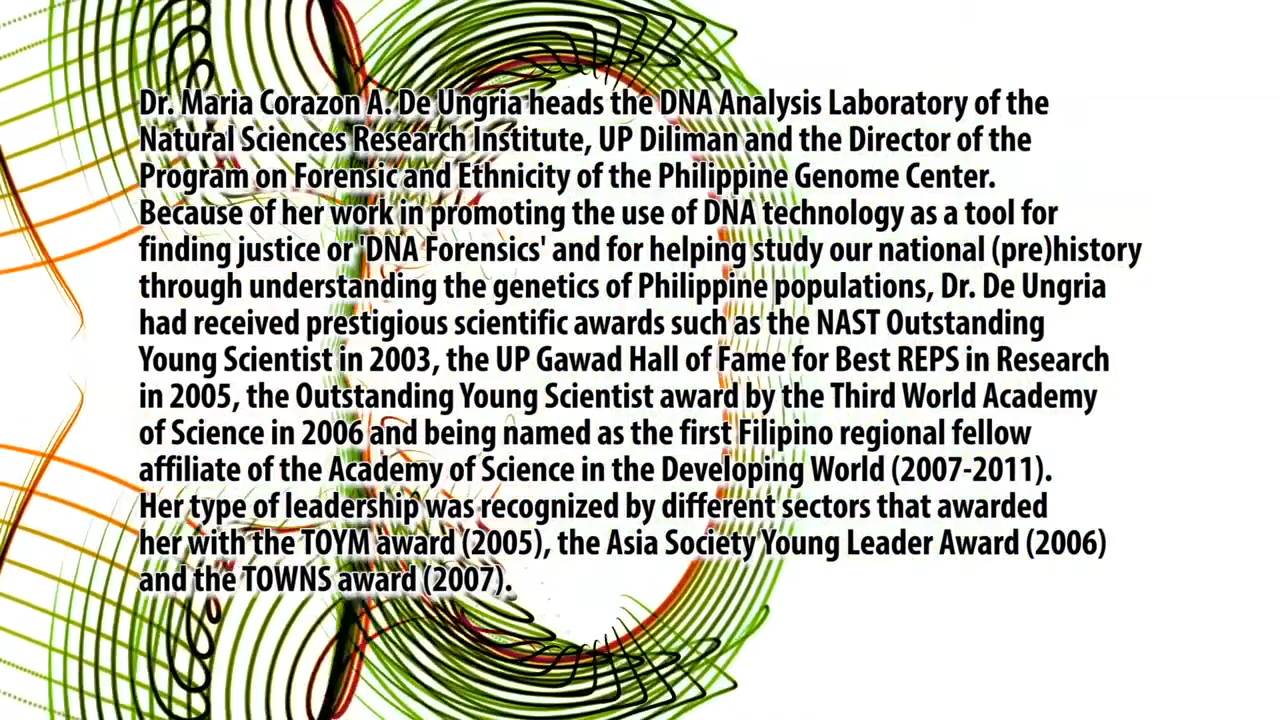 Dr. Maria Corazon A. De Ungria heads the DNA Analysis Laboratory of the
Natural Sciences Research Institute, UP Diliman and the Director of the
Program on Forensic and Ethnicity of the Philippine Genome Center.
Because of her work in promoting the use of DNA technology as a tool for
finding justice or 'DNA Forensics' and for helping study our national (pre)history
through understanding the genetics of Philippine populations, Dr. De Ungria
had received prestigious scientific awards such as the NAST Outstanding
Young Scientist in 2003, the UP Gawad Hall of Fame for Best REPS in Research
in 2005, the Outstanding Young Scientist award by the Third World Academy
of Science in 2006 and being named as the first Filipino regional fellow
affiliate of the Academy of Science in the Developing World (2007-2011).
Her type of leadership was recognized by different sectors that awarded
her with the TOYM award (2005), the Asia Society Young Leader Award (2006)
and the TOWNS award (2007).